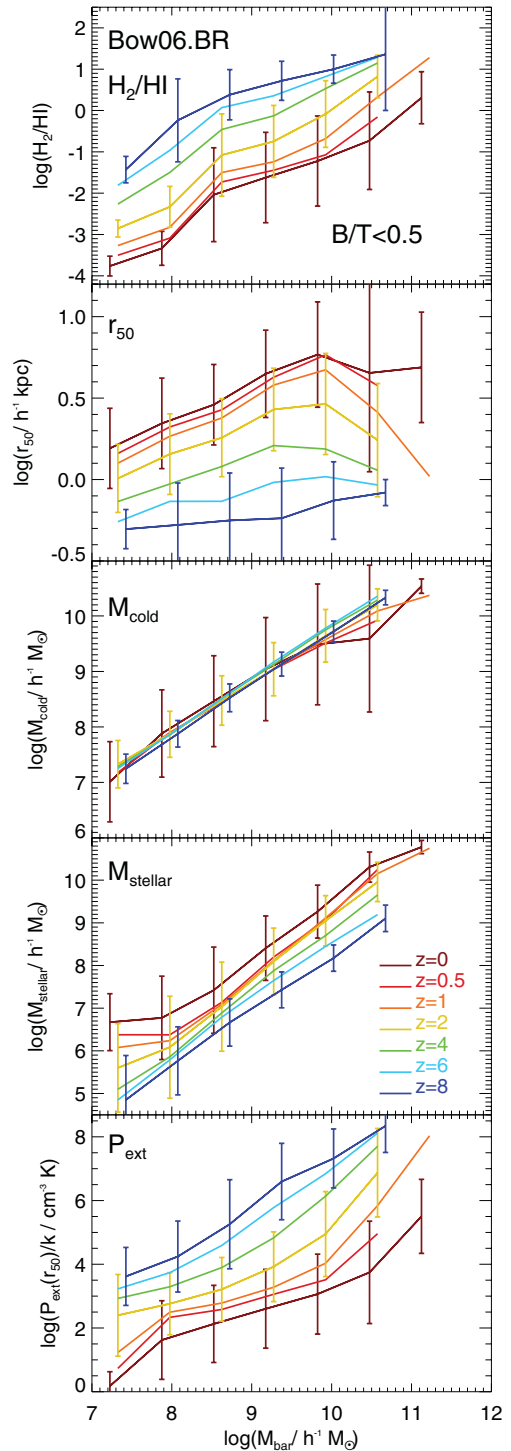 Bow06.BR
H2/HI
B/T<0.5
log(H2/HI)
2
1
0
-1
-2
-3
-4
r50
log(r50/ h-1 kpc)
1.0
0.5
0.0
-0.5
Mcold
log(Mcold/ h-1 M⊙)
10
9
8
7
6
Mstellar
log(Mstellar/ h-1 M⊙)
10
9
8
7
6
5
z=0
z=0.5
z=1
z=2
z=4
z=6
z=8
Pext
log(Pext(r50)/k / cm-3 K)
8
6
4
2
0
7 8 9 10 11 12
log(Mbar/ h-1 M⊙)